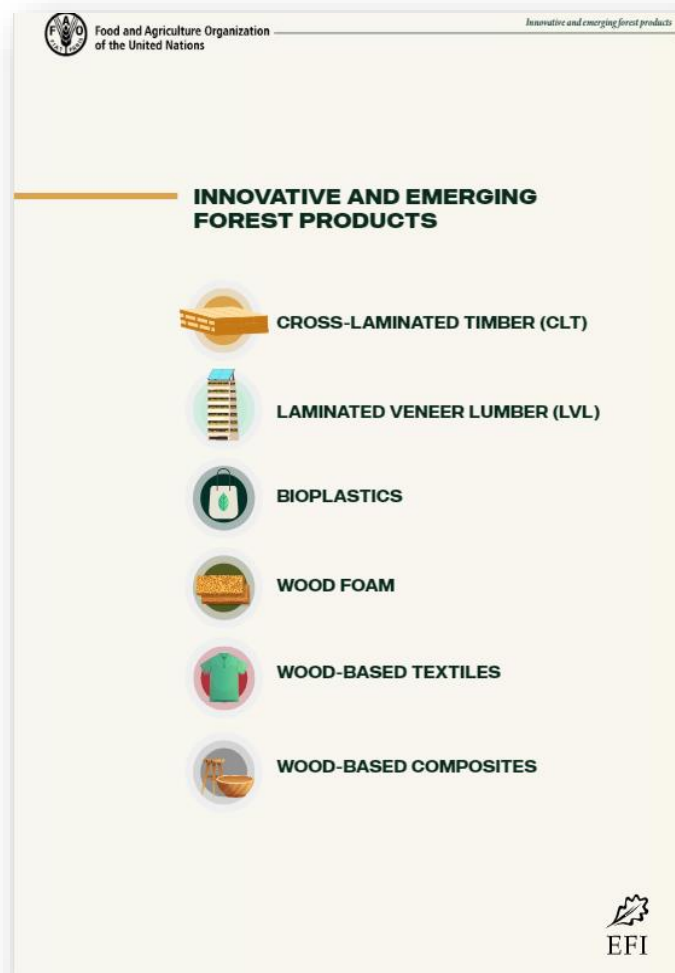 Food and Agriculture Organization
of the United Nations
Innovative and emerging forest products
INNOVATIVE AND EMERGING
FOREST PRODUCTS
CROSS-LAMINATED TIMBER (CLT)
LAMINATED VENEER LUMBER (LVL)
BIOPLASTICS
WOOD FOAM
WOOD-BASED TEXTILES
WOOD-BASED COMPOSITES
EFI